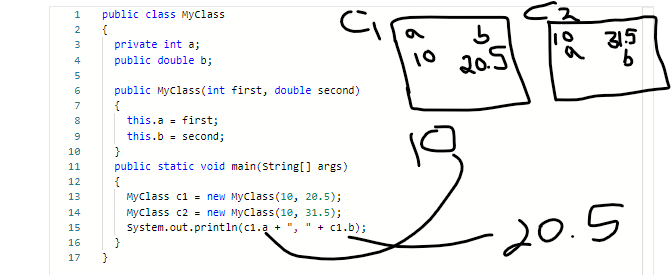 1 public class MyClass
2 {
3 private int a;
4 public double b;
5
6 public MyClass(int first, double second)
7 {
8 this.a = first;
9 this.b = second;
10 }
11 public static void main(String[] args)
12 {
13 MyClass c1 = new MyClass(10, 20.5);
14 MyClass c2 = new MyClass(10, 31.5);
15 System.out.println(c1.a + ", " + c1.b);
16 }
17 }
C1
a b
10 20.5
C2
10 31.5
a b
10
20.5